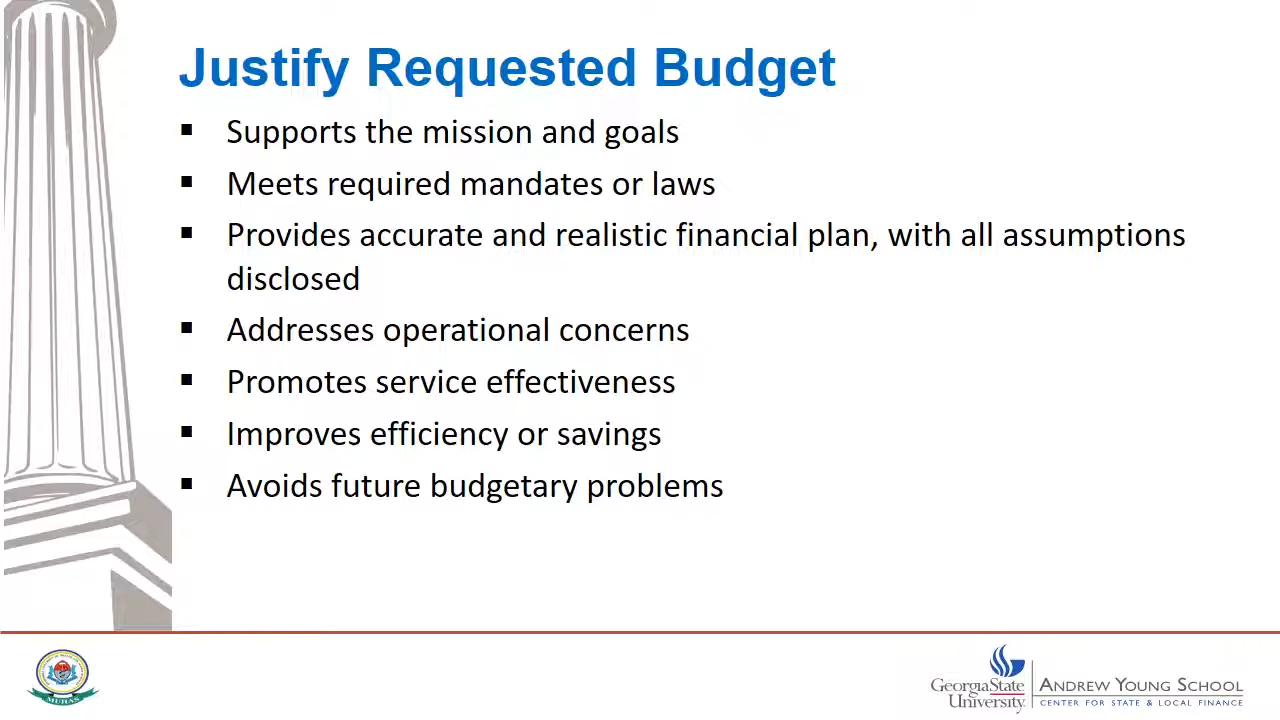 Justify Requested Budget
▪ Supports the mission and goals
▪ Meets required mandates or laws
▪ Provides accurate and realistic financial plan, with all assumptions
disclosed
▪ Addresses operational concerns
▪ Promotes service effectiveness
▪ Improves efficiency or savings
▪ Avoids future budgetary problems
MUHAS
GeorgiaState
University
ANDREW YOUNG SCHOOL
CENTER FOR STATE & LOCAL FINANCE